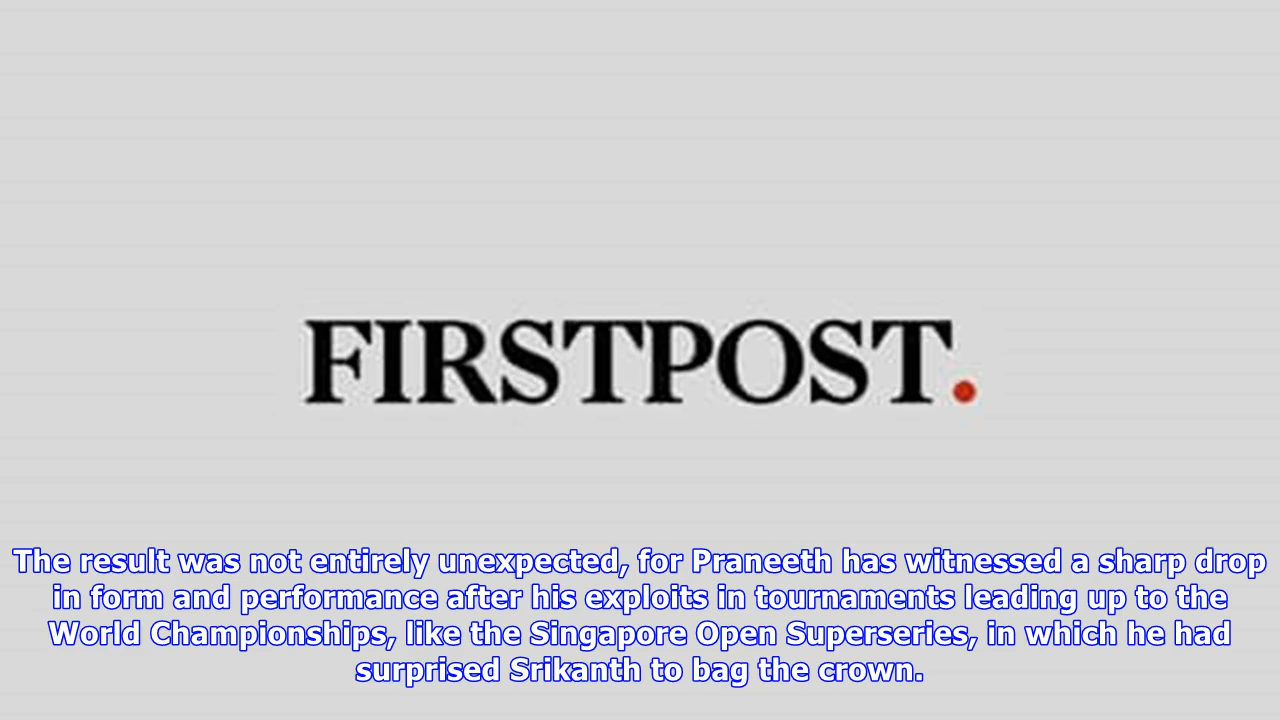 FIRSTPOST.
The result was not entirely unexpected, for Praneeth has witnessed a sharp drop
in form and performance after his exploits in tournaments leading up to the
World Championships, like the Singapore Open Superseries, in which he had
surprised Srikanth to bag the crown.